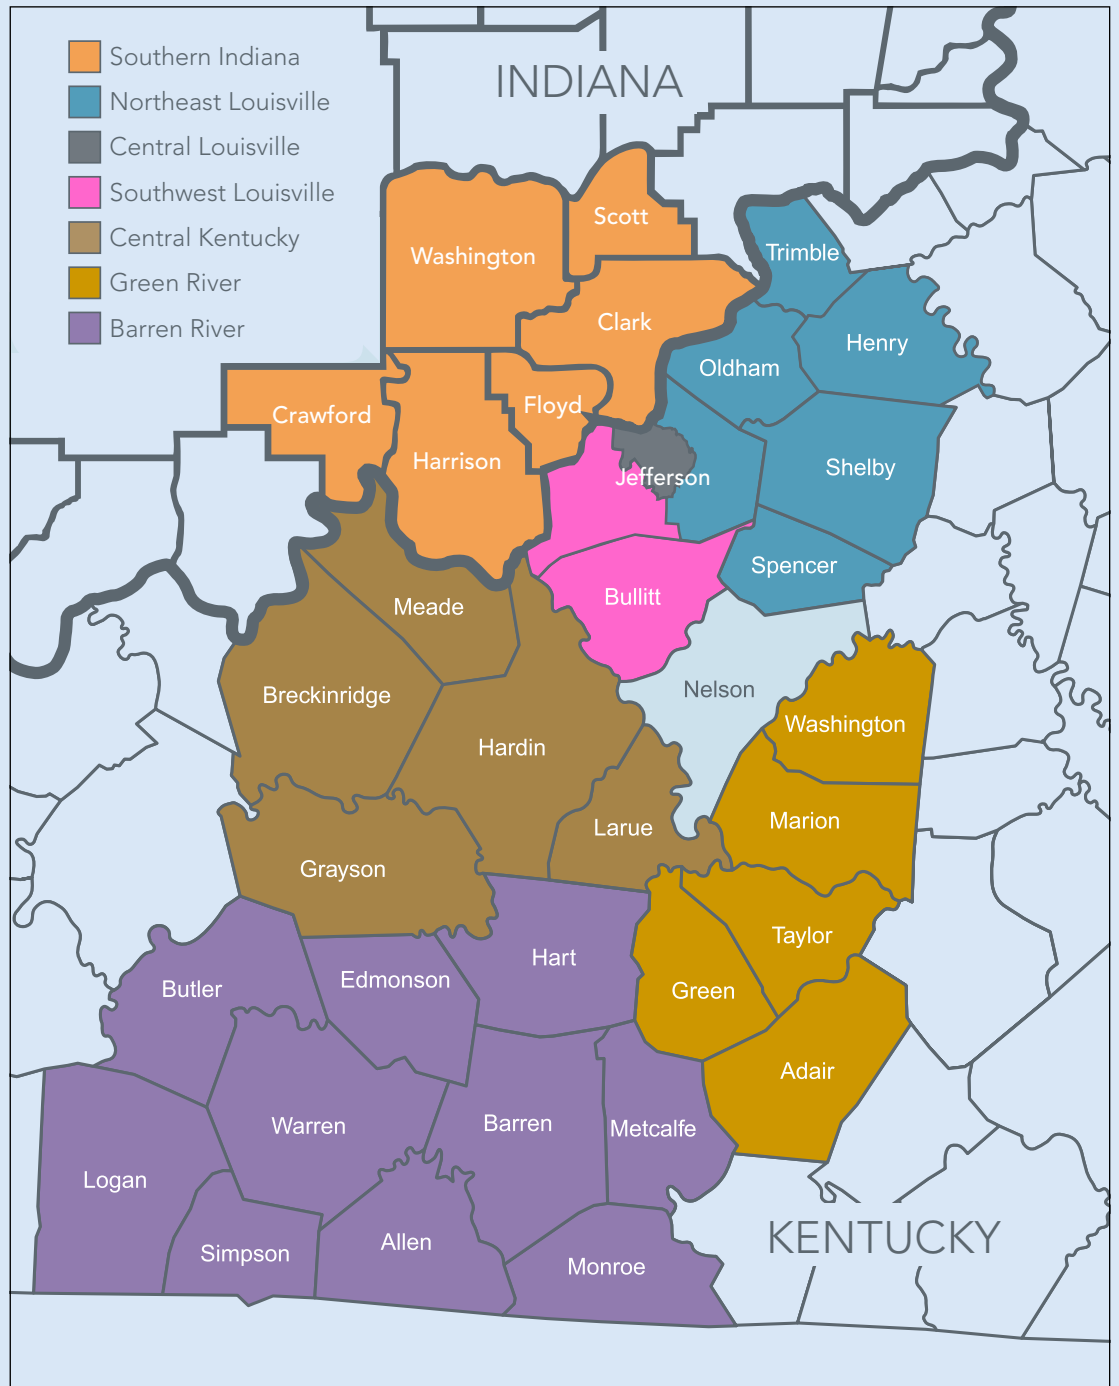 INDIANA
Southern Indiana
Northeast Louisville
Central Louisville
Southwest Louisville
Central Kentucky
Green River
Barren River
Scott
Washington
Trimble
Clark
Henry
Oldham
Floyd
Crawford
Harrison
Jefferson
Shelby
Spencer
Bullitt
Meade
Nelson
Breckinridge
Washington
Hardin
Marion
Larue
Grayson
Taylor
Hart
Edmonson
Butler
Green
Adair
Warren
Barren
Metcalfe
Logan
KENTUCKY
Allen
Simpson
Monroe